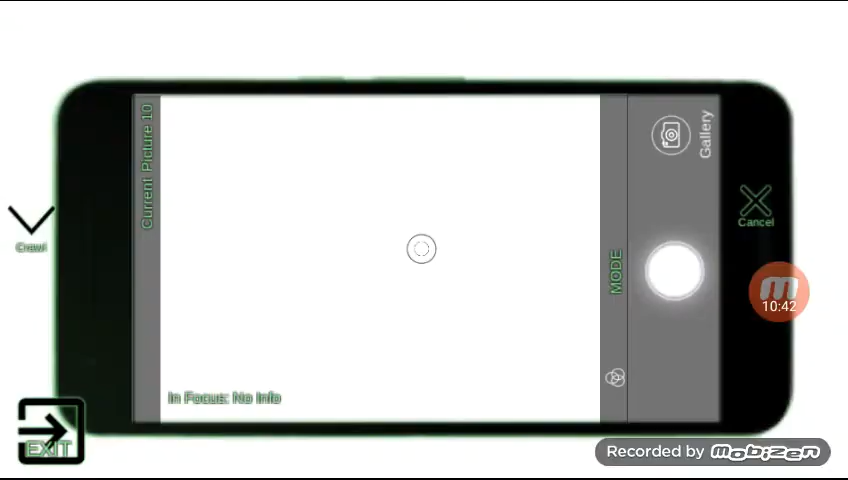 Current Picture 10
Gallery
Crawl
Cancel
MODE
10:42
In Focus: No Info
EXIT
Recorded by mobizen